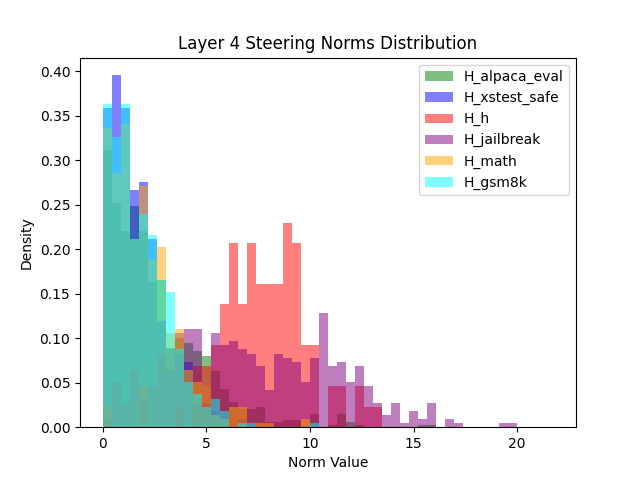 Layer 4 Steering Norms Distribution
H_alpaca_eval
H_xstest_safe
H_h
H_jailbreak
H_math
H_gsm8k
0.40
0.35
0.30
0.25
0.20
0.15
0.10
0.05
0.00
Density
0 5 10 15 20
Norm Value